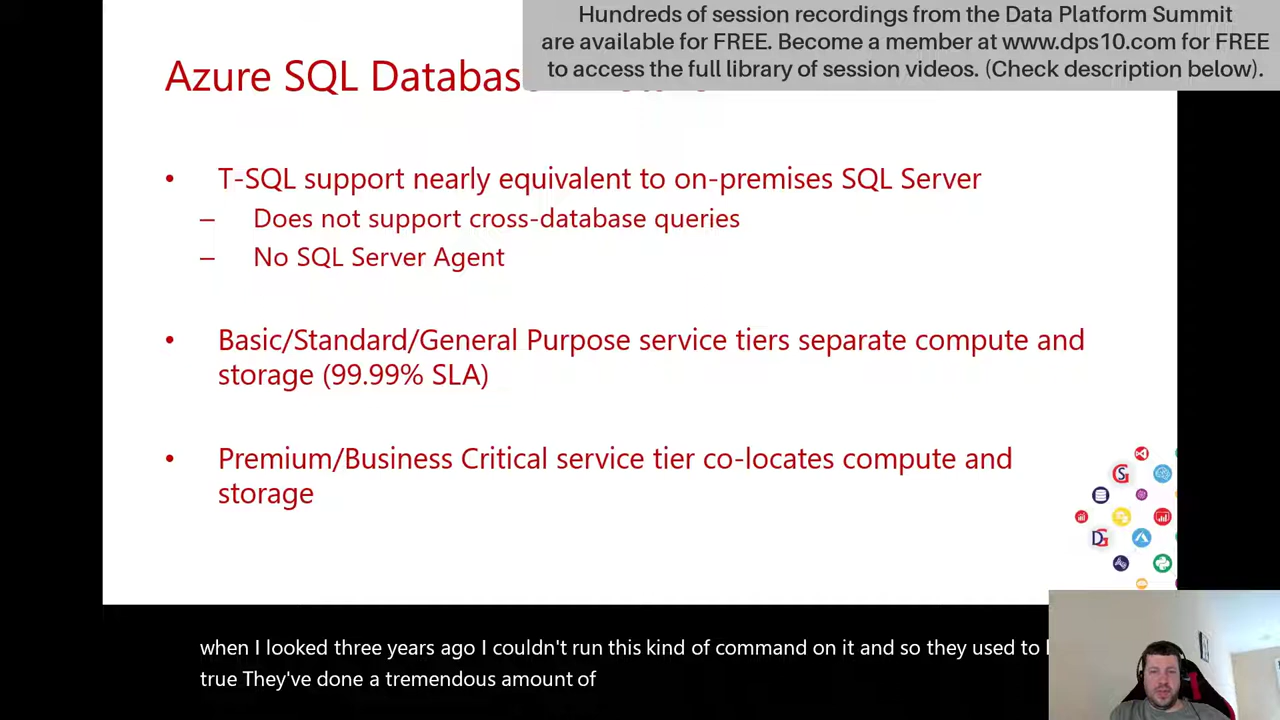 Hundreds of session recordings from the Data Platform Summit
are available for FREE. Become a member at www.dps10.com for FREE
to access the full library of session videos. (Check description below).
Azure SQL Database
• T-SQL support nearly equivalent to on-premises SQL Server
– Does not support cross-database queries
– No SQL Server Agent
• Basic/Standard/General Purpose service tiers separate compute and
storage (99.99% SLA)
• Premium/Business Critical service tier co-locates compute and
storage
when I looked three years ago I couldn't run this kind of command on it and so they used to
true They've done a tremendous amount of